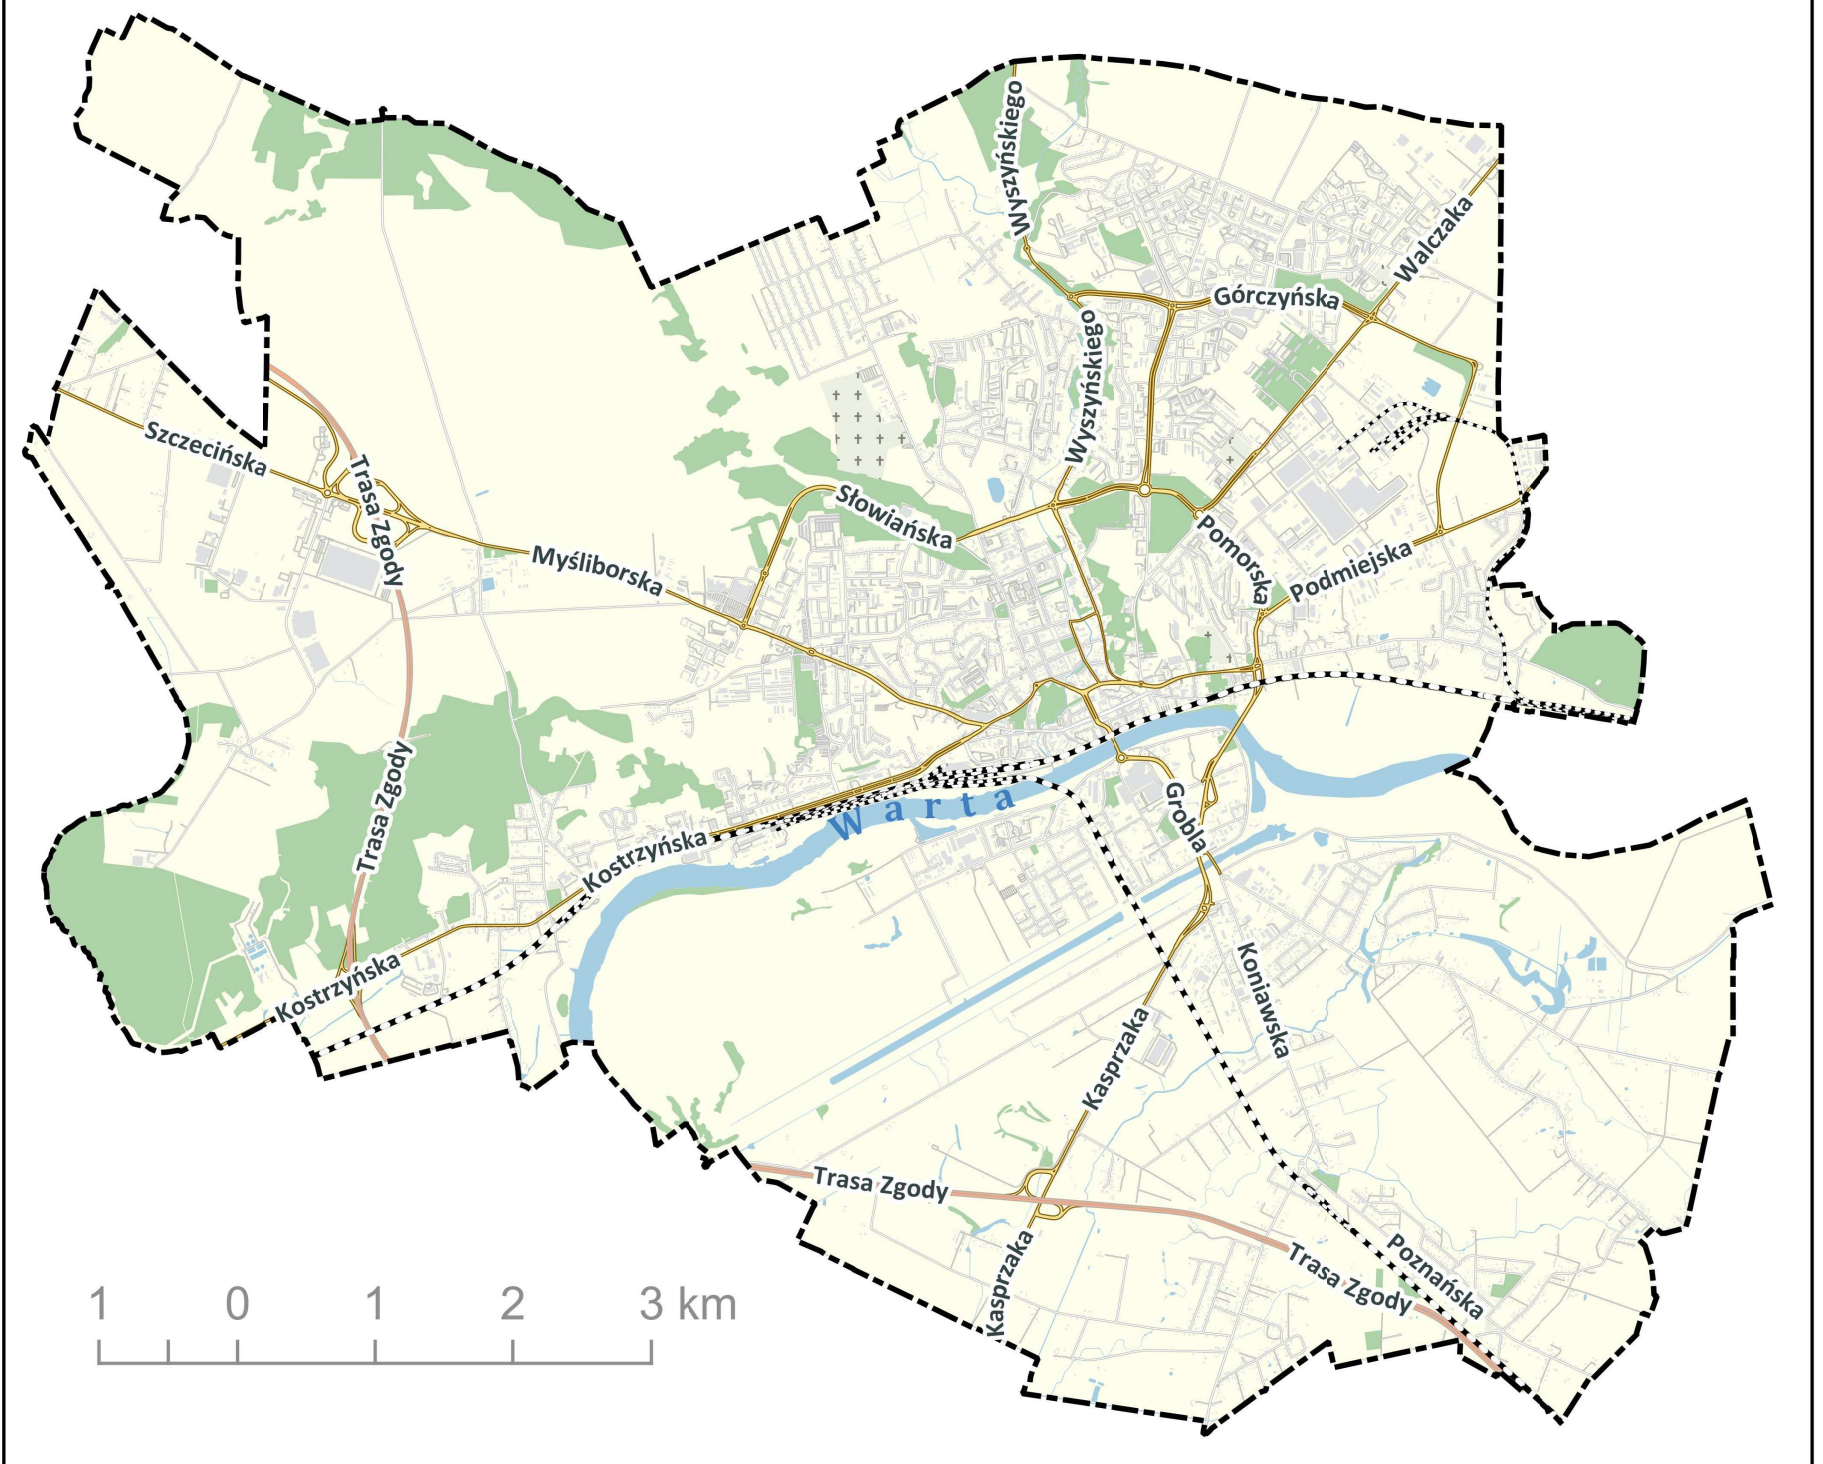 Wyszyńskiego
Walczaka
Górczyńska
Wyszyńskiego
Szczecińska
Trasa Zgody
Słowiańska
Pomorska
Myśliborska
Podmiejska
Trasa Zgody
Warta
Grobla
Kostrzyńska
Kostrzyńska
Koniawska
Kasprzaka
Trasa Zgody
Kasprzaka
Trasa Zgody
Poznańska
1 0 1 2 3 km